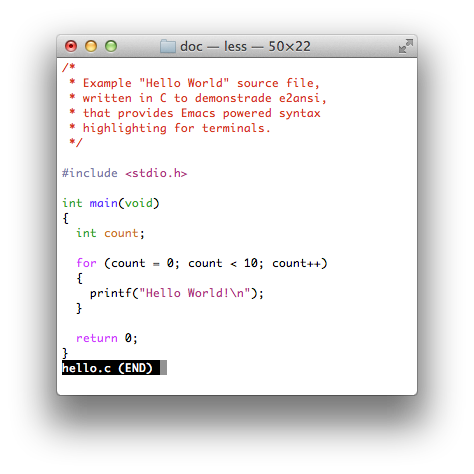 doc — less — 50×22
/*
 * Example "Hello World" source file,
 * written in C to demonstrade e2ansi,
 * that provides Emacs powered syntax
 * highlighting for terminals.
 */
#include <stdio.h>
int main(void)
{
  int count;
  for (count = 0; count < 10; count++)
  {
    printf("Hello World!\n");
  }
  return 0;
}
hello.c (END)